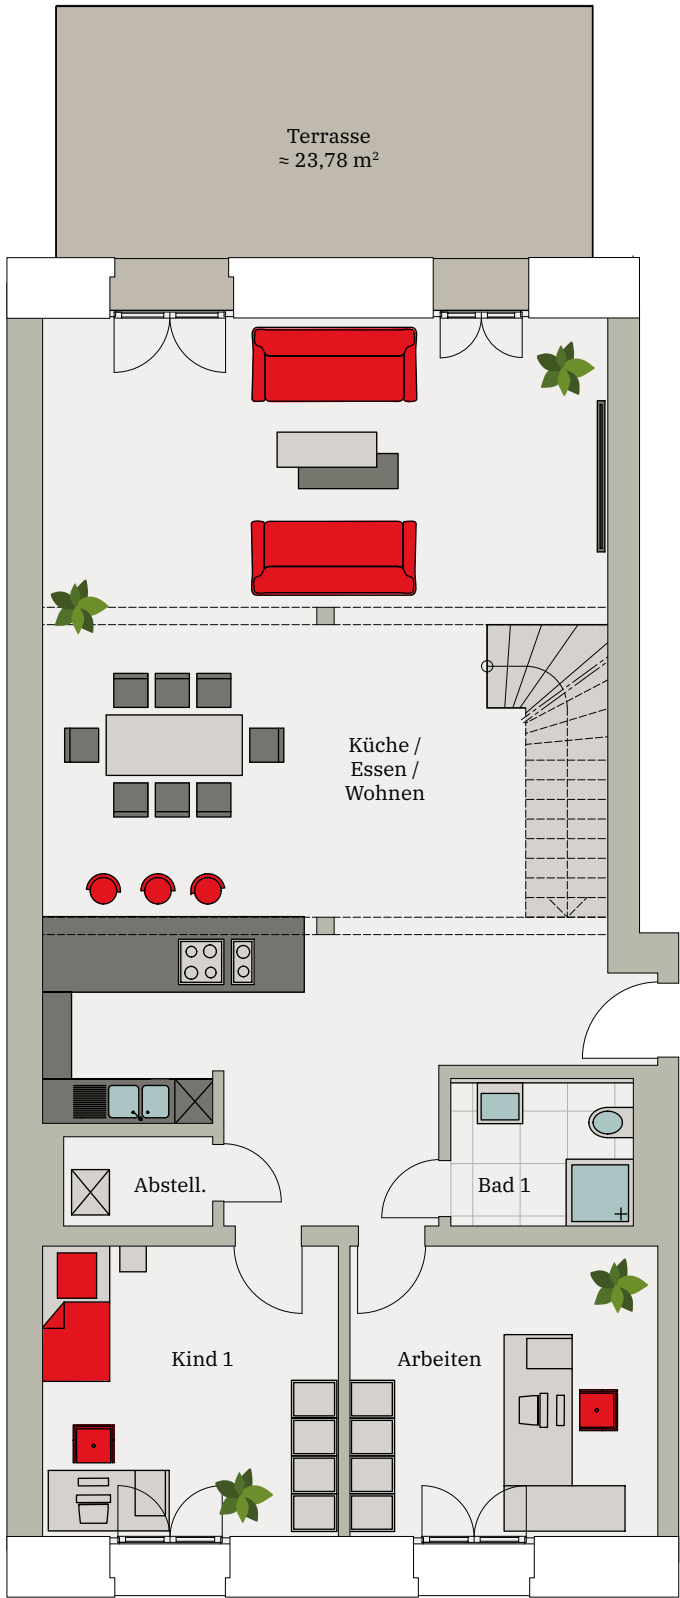 Terrasse
≈ 23,78 m²
Küche /
Essen /
Wohnen
Abstell.
Bad 1
Kind 1
Arbeiten